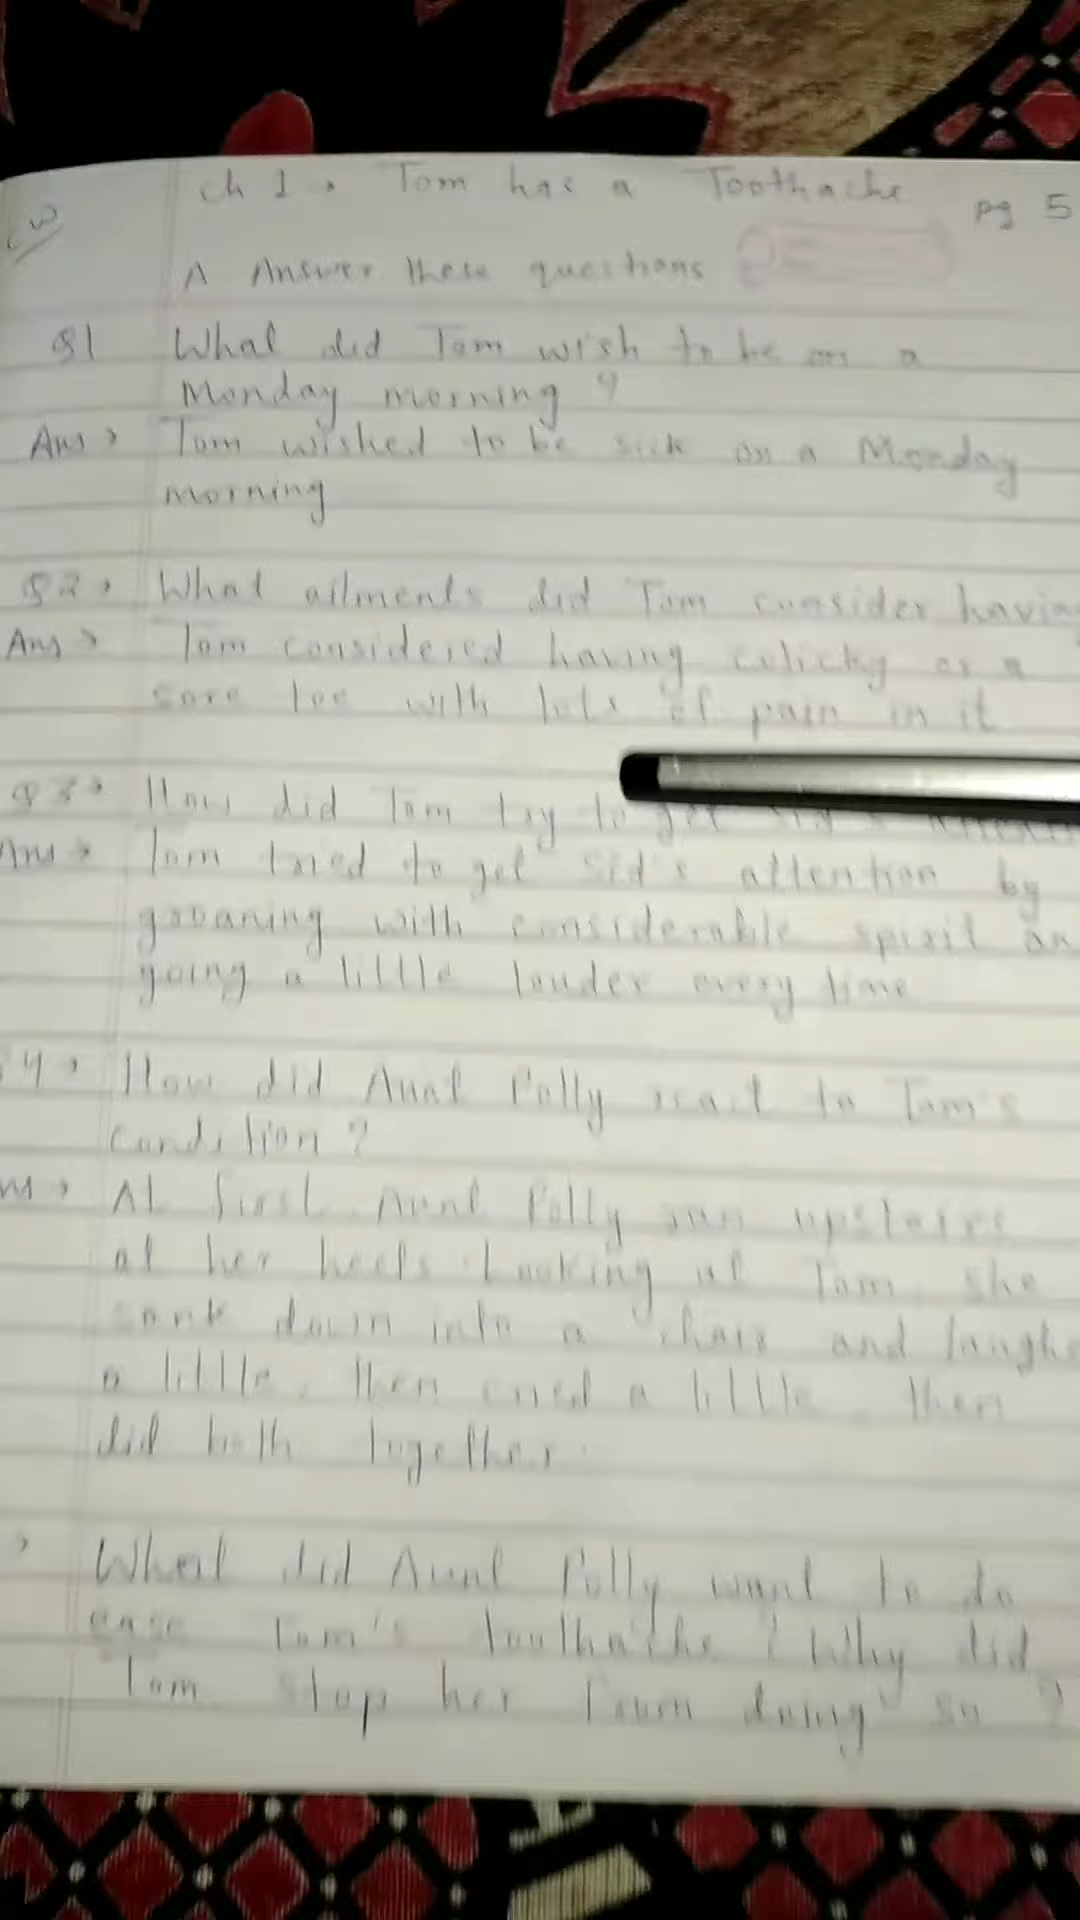 Ch 1 → Tom has a Toothache
pg 5
CW
A Answer these questions
Q1 What did Tom wish to be on a
Monday morning ?
Ans → Tom wished to be sick on a Monday
morning
Q2 → What ailments did Tom consider having
Ans → Tom considered having colicky or a
sore toe with lots of pain in it
Q3 → How did Tom try to get Sid's
Ans → Tom tried to get Sid's attention by
groaning with considerable spirit an
going a little louder every time
4 → How did Aunt Polly react to Tom's
condition ?
ns → At first Aunt Polly ran upstairs
at her heels. Looking at Tom, she
sank down into a chair and laughe
a little, then cried a little, then
did both together.
→ What did Aunt Polly want to do
ease Tom's toothache ? Why did
Tom stop her from doing so ?